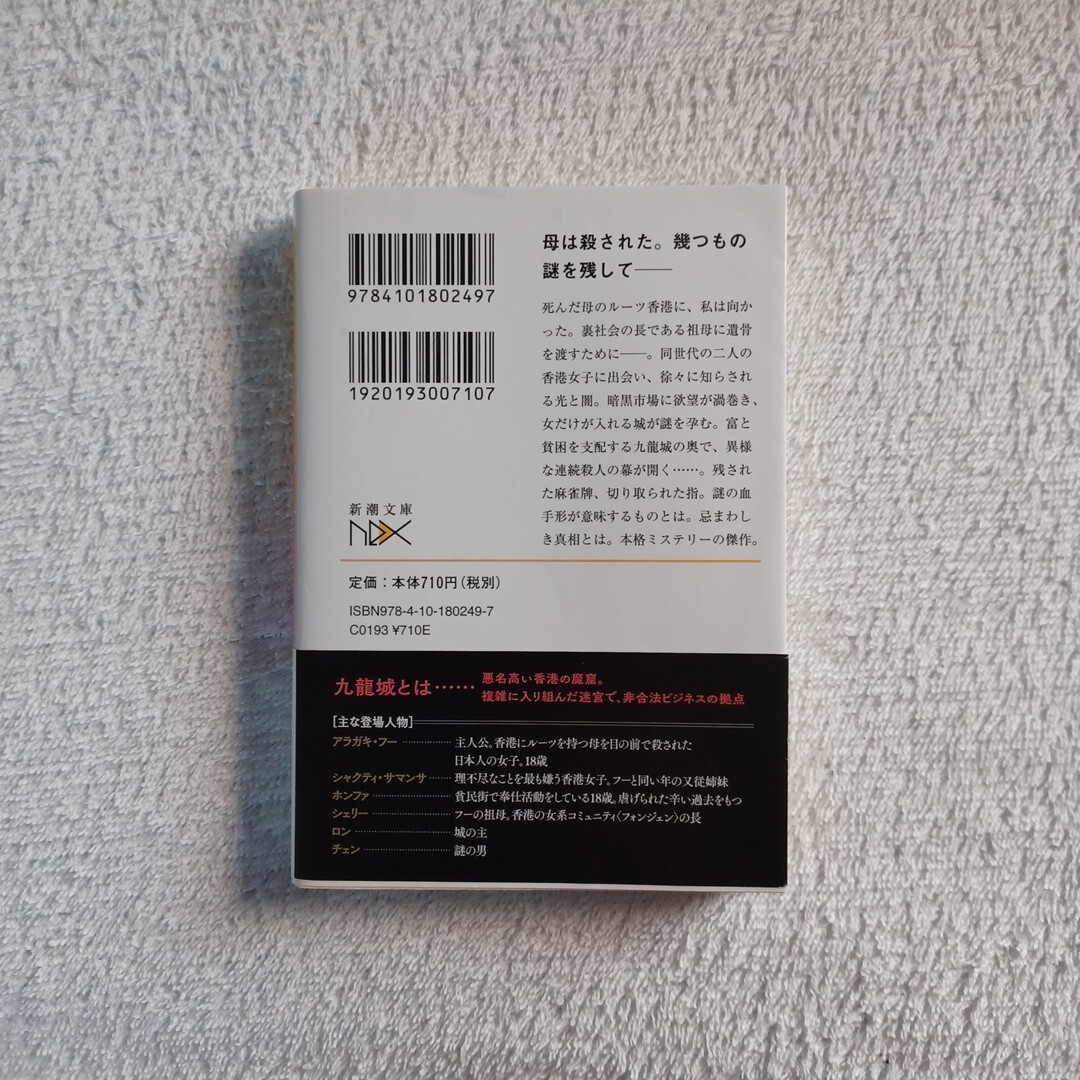 9784101802497
1920193007107
新潮文庫
nex
定価：本体710円（税別）
ISBN978-4-10-180249-7
C0193 ¥710E
母は殺された。幾つもの
謎を残して――
死んだ母のルーツ香港に、私は向か
った。裏社会の長である祖母に遺骨
を渡すために――。同世代の二人の
香港女子に出会い、徐々に知らされ
る光と闇。暗黒市場に欲望が渦巻き、
女だけが入れる城が謎を孕む。富と
貧困を支配する九龍城の奥で、異様
な連続殺人の幕が開く……。残され
た麻雀牌、切り取られた指。謎の血
手形が意味するものとは。忌まわし
き真相とは。本格ミステリーの傑作。
九龍城とは……
悪名高い香港の魔窟。
複雑に入り組んだ迷宮で、非合法ビジネスの拠点
［主な登場人物］
アラガキ・フー ……………… 主人公。香港にルーツを持つ母を目の前で殺された
日本人の女子。18歳
シャクティ・サマンサ …… 理不尽なことを最も嫌う香港女子。フーと同い年の又従姉妹
ホンファ …………………… 貧民街で奉仕活動をしている18歳。虐げられた辛い過去をもつ
シェリー …………………… フーの祖母。香港の女系コミュニティ〈フォンジェン〉の長
ロン ………………………… 城の主
チェン ……………………… 謎の男